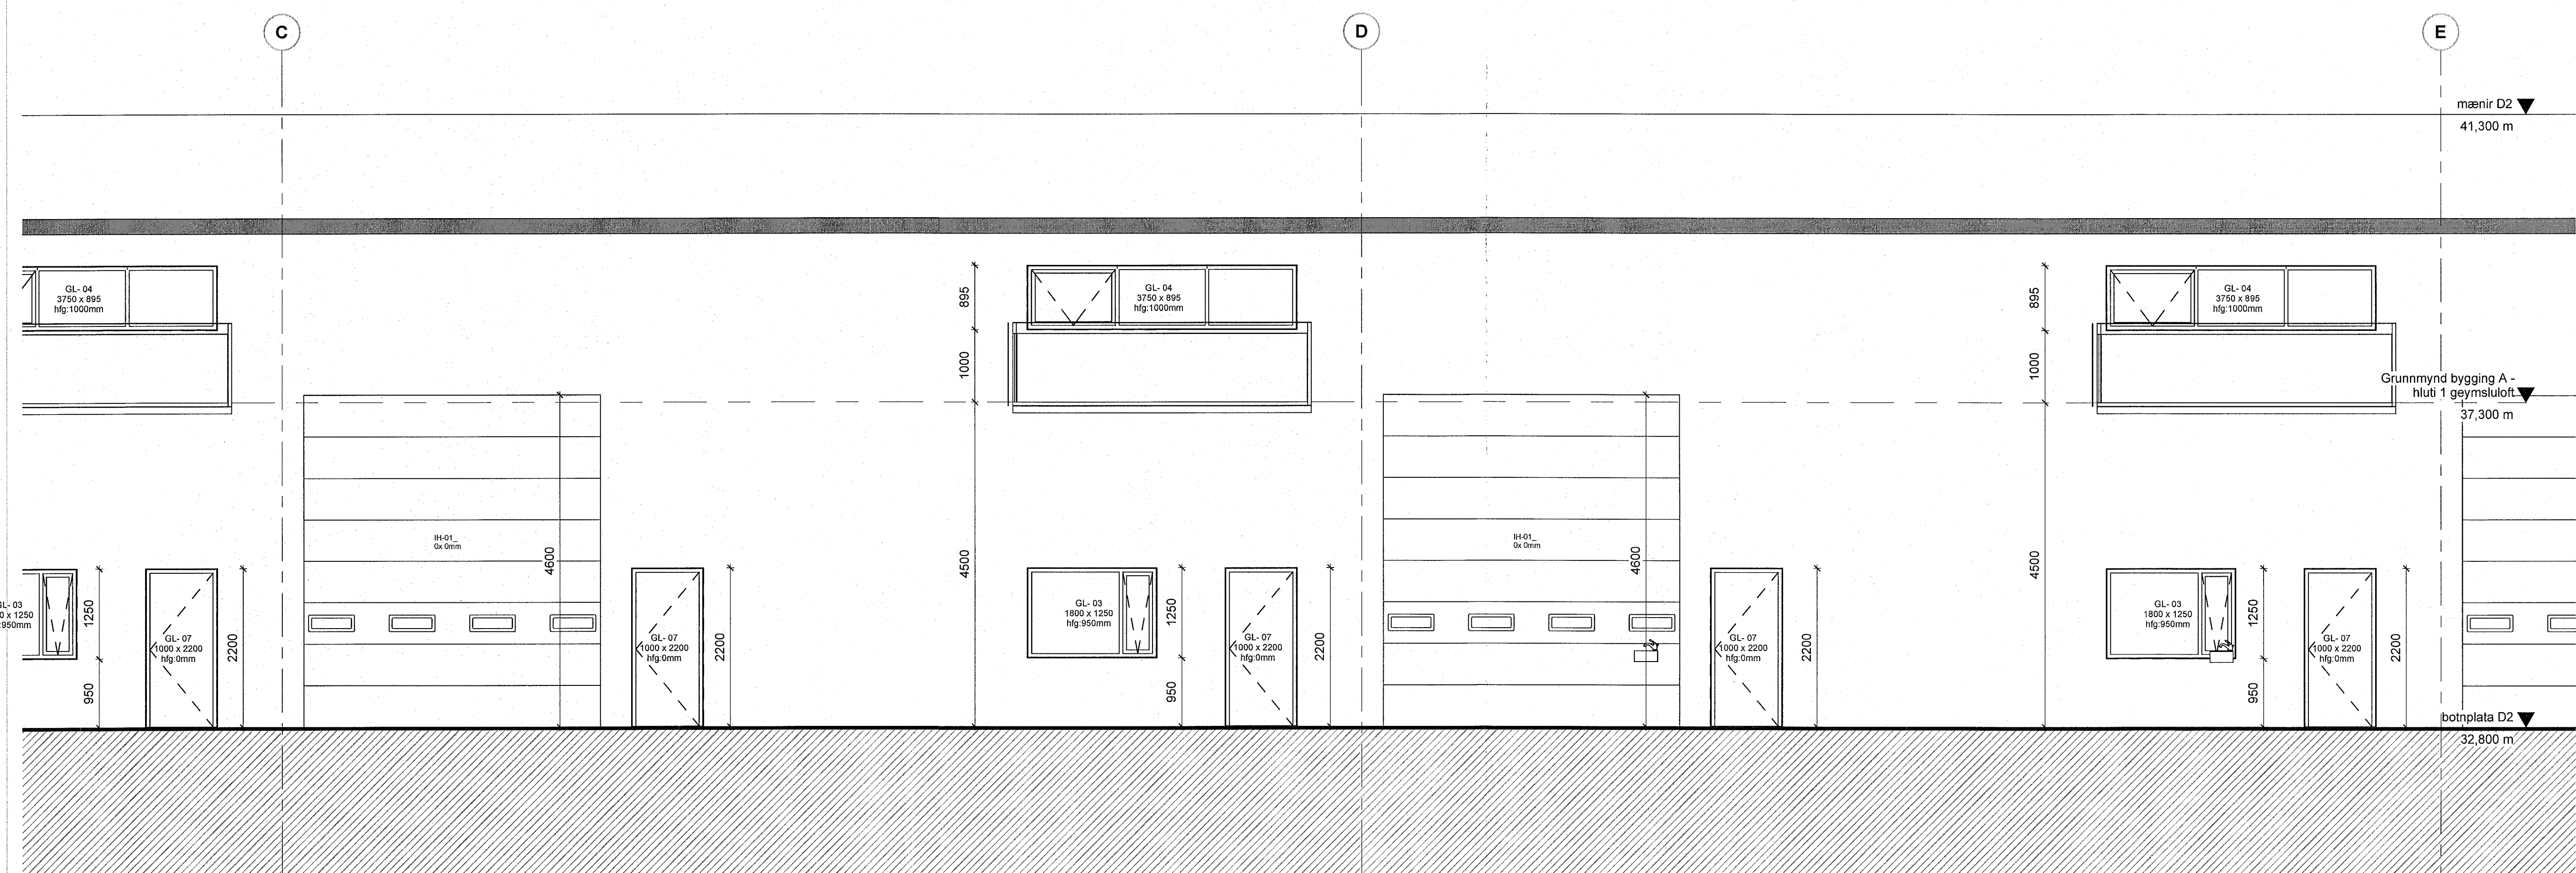 C
D
E
mænir D2
41,300 m
GL- 04
3750 x 895
hfg:1000mm
895
GL- 04
3750 x 895
hfg:1000mm
895
GL- 04
3750 x 895
hfg:1000mm
1000
1000
Grunnmynd bygging A -
hluti 1 geymsluloft
37,300 m
IH-01_
0x 0mm
4600
4500
IH-01_
0x 0mm
4600
4500
GL- 03
0 x 1250
:950mm
1250
950
GL- 07
1000 x 2200
hfg:0mm
2200
GL- 07
1000 x 2200
hfg:0mm
2200
GL- 03
1800 x 1250
hfg:950mm
1250
950
GL- 07
1000 x 2200
hfg:0mm
2200
GL- 07
1000 x 2200
hfg:0mm
2200
GL- 03
1800 x 1250
hfg:950mm
1250
950
GL- 07
1000 x 2200
hfg:0mm
2200
botnplata D2
32,800 m